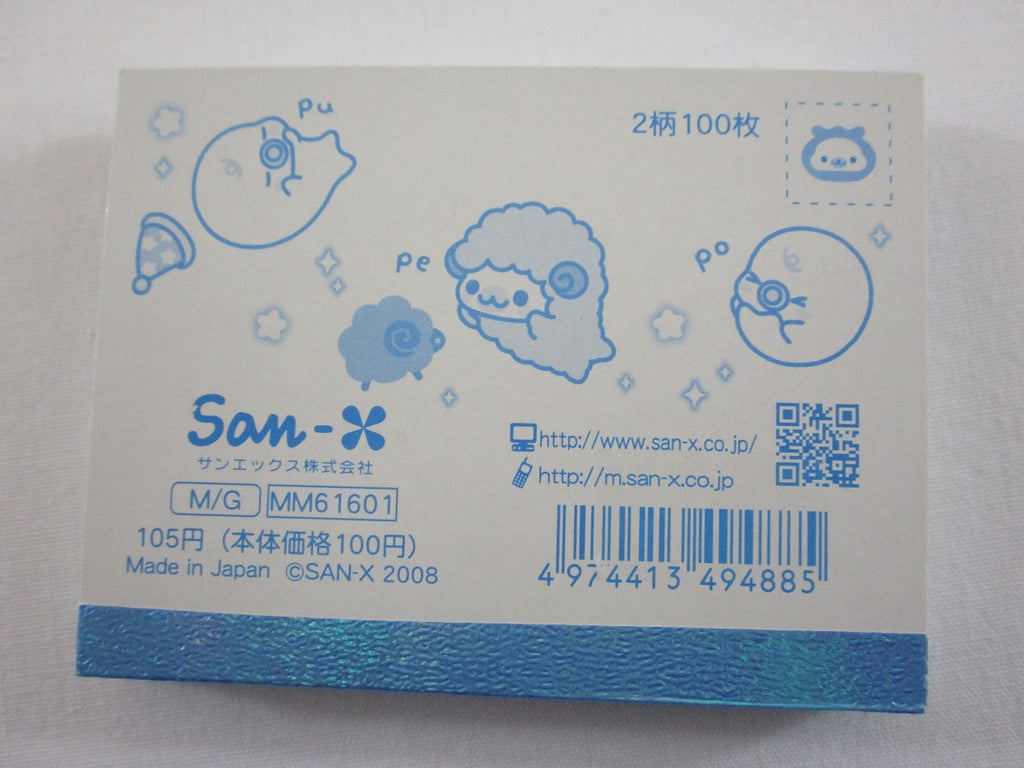 pu
2柄100枚
pe
po
San-X
サンエックス株式会社
M/G MM61601
105円 (本体価格100円)
Made in Japan ©SAN-X 2008
http://www.san-x.co.jp/
http://m.san-x.co.jp
4 974413 494885